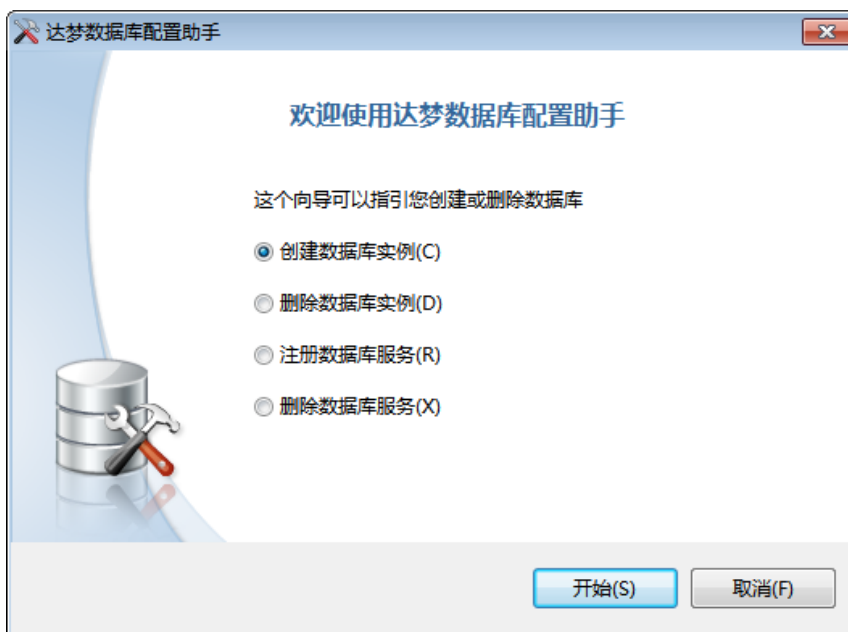 达梦数据库配置助手
欢迎使用达梦数据库配置助手
这个向导可以指引您创建或删除数据库
创建数据库实例(C)
删除数据库实例(D)
注册数据库服务(R)
删除数据库服务(X)
开始(S)
取消(F)